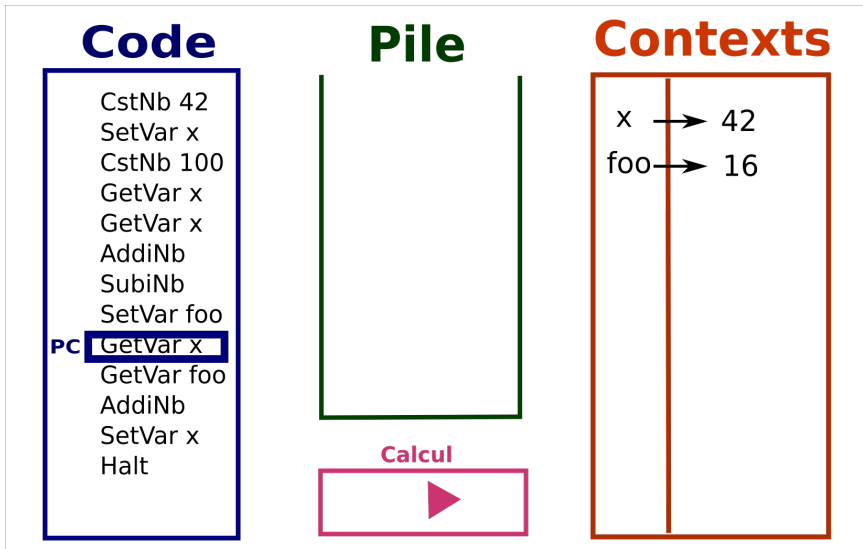 Code
CstNb 42
SetVar x
CstNb 100
GetVar x
GetVar x
AddiNb
SubiNb
SetVar foo
PC GetVar x
GetVar foo
AddiNb
SetVar x
Halt
Pile
Calcul
Contexts
x 42
foo 16